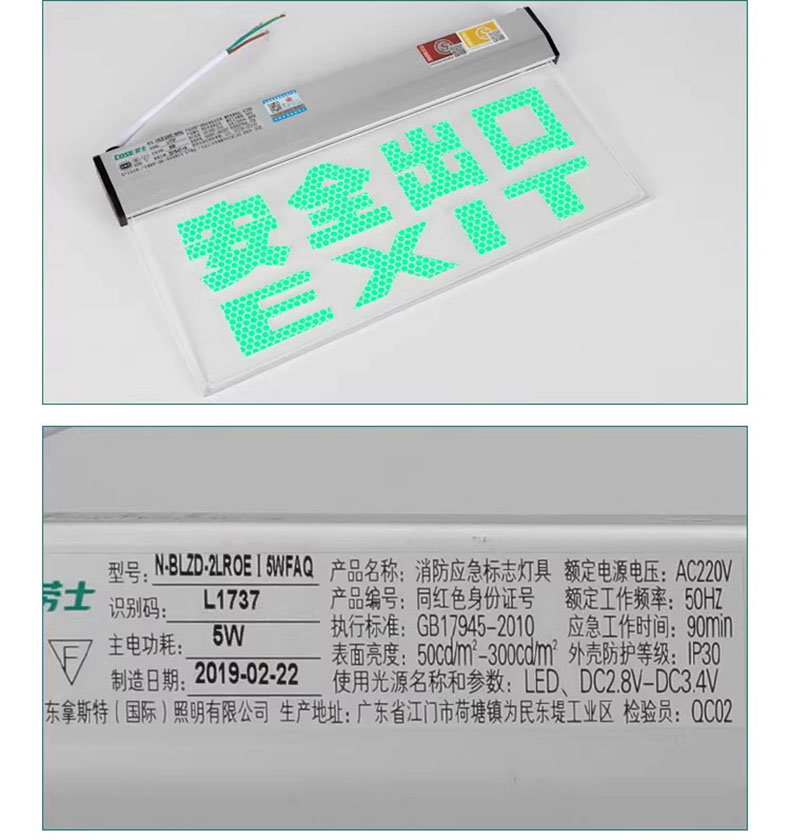 安全出口
EXIT
劳士
型号: N-BLZD-2LROEⅠ5WFAQ 产品名称: 消防应急标志灯具 额定电源电压: AC220V
识别码: L1737 产品编号: 同红色身份证号 额定工作频率: 50HZ
主电功耗: 5W 执行标准: GB17945-2010 应急工作时间: 90min
F
表面亮度: 50cd/m²-300cd/m² 外壳防护等级: IP30
制造日期: 2019-02-22 使用光源名称和参数: LED、DC2.8V-DC3.4V
东拿斯特(国际)照明有限公司 生产地址: 广东省江门市荷塘镇为民东堤工业区 检验员: QC02